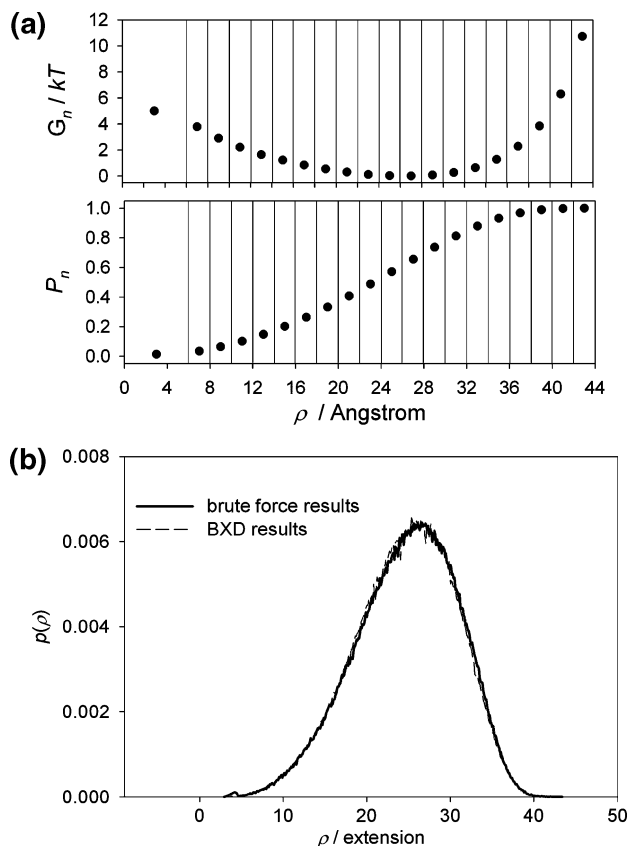 (a)
12
10
8
6
4
2
0
Gn / kT
1.0
0.8
0.6
0.4
0.2
0.0
Pn
0 4 8 12 16 20 24 28 32 36 40 44
ρ / Angstrom
(b)
0.008
0.006
0.004
0.002
0.000
p(ρ)
brute force results
BXD results
0 10 20 30 40 50
ρ / extension